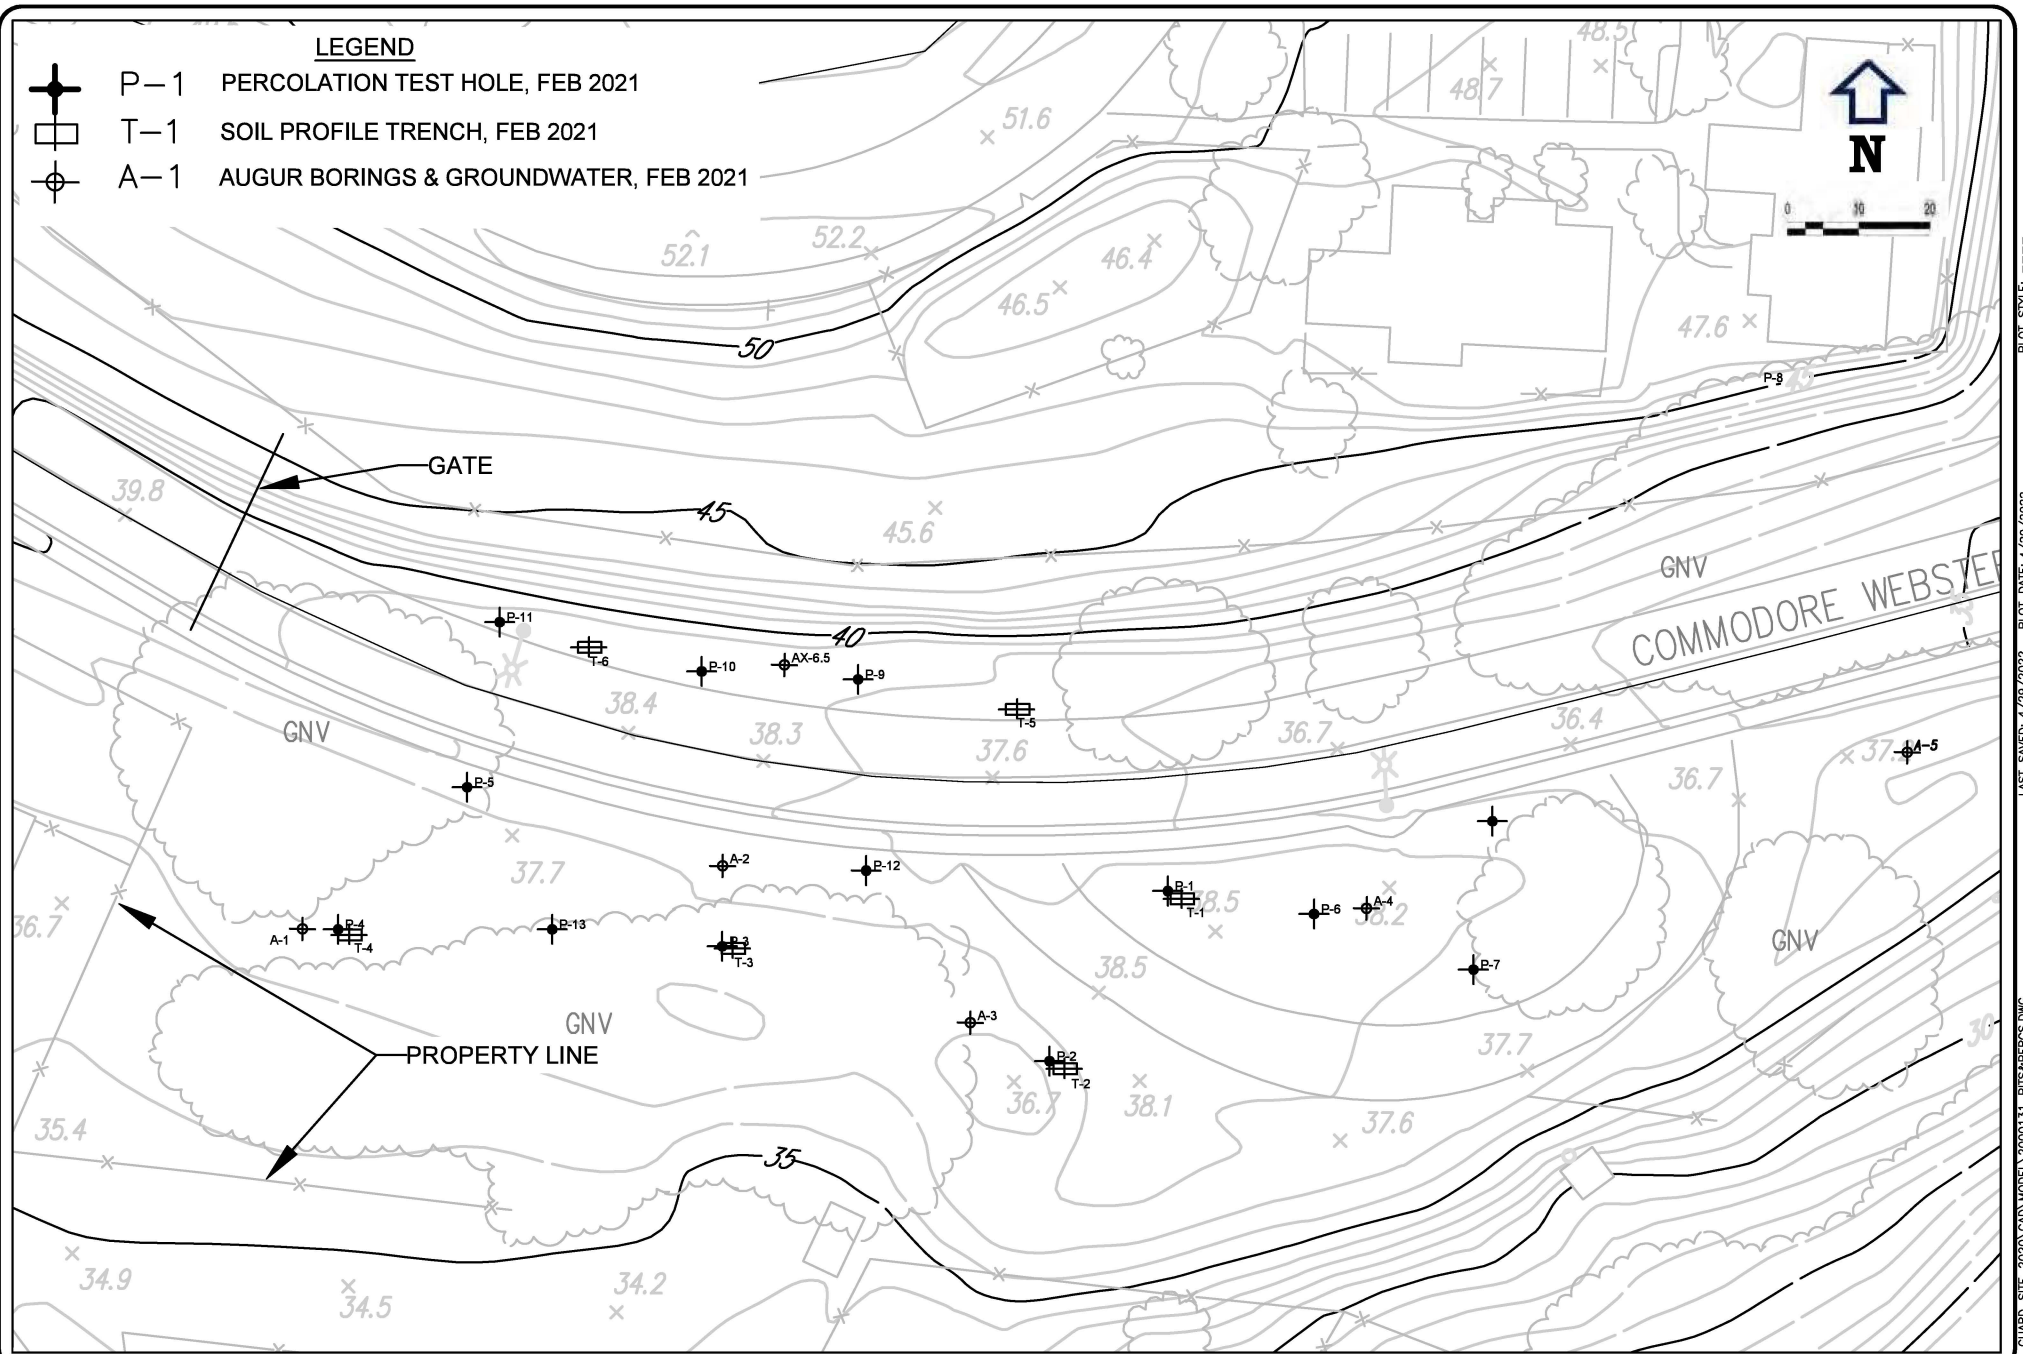 LEGEND
P-1 PERCOLATION TEST HOLE, FEB 2021
T-1 SOIL PROFILE TRENCH, FEB 2021
A-1 AUGUR BORINGS & GROUNDWATER, FEB 2021
48.5
48.7
51.6
N
0 10 20
52.1
52.2
46.4
46.5
47.6
50
P-8
45
GATE
39.8
45
45.6
GNV
COMMODORE WEBSTER
P-11
T-6
P-10
AX-6.5
P-9
40
38.4
38.3
T-5
37.6
36.7
36.4
GNV
A-5
36.7
P-5
37.7
A-2
P-12
P-1
T-1
38.5
P-6
A-4
38.2
36.7
A-1
P-4
T-4
P-13
P-3
T-3
GNV
38.5
P-7
GNV
A-3
30
PROPERTY LINE
P-2
T-2
36.7
38.1
37.7
37.6
35.4
35
34.9
34.5
34.2